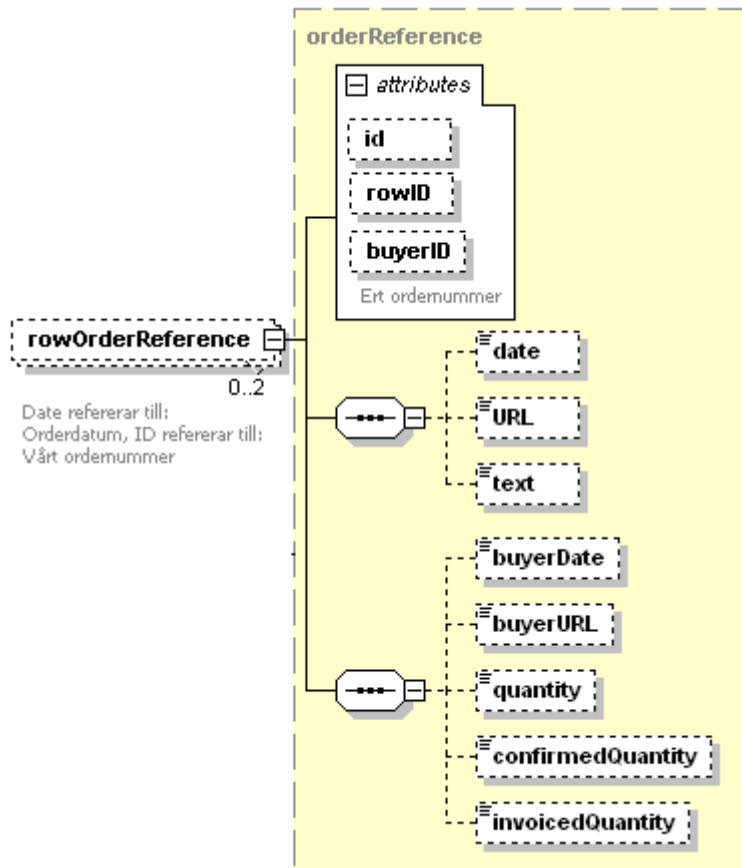 orderReference
attributes
id
rowID
buyerID
Ert ordernummer
rowOrderReference
0..2
Date refererar till:
Orderdatum, ID refererar till:
Vårt ordernummer
date
URL
text
buyerDate
buyerURL
quantity
confirmedQuantity
invoicedQuantity